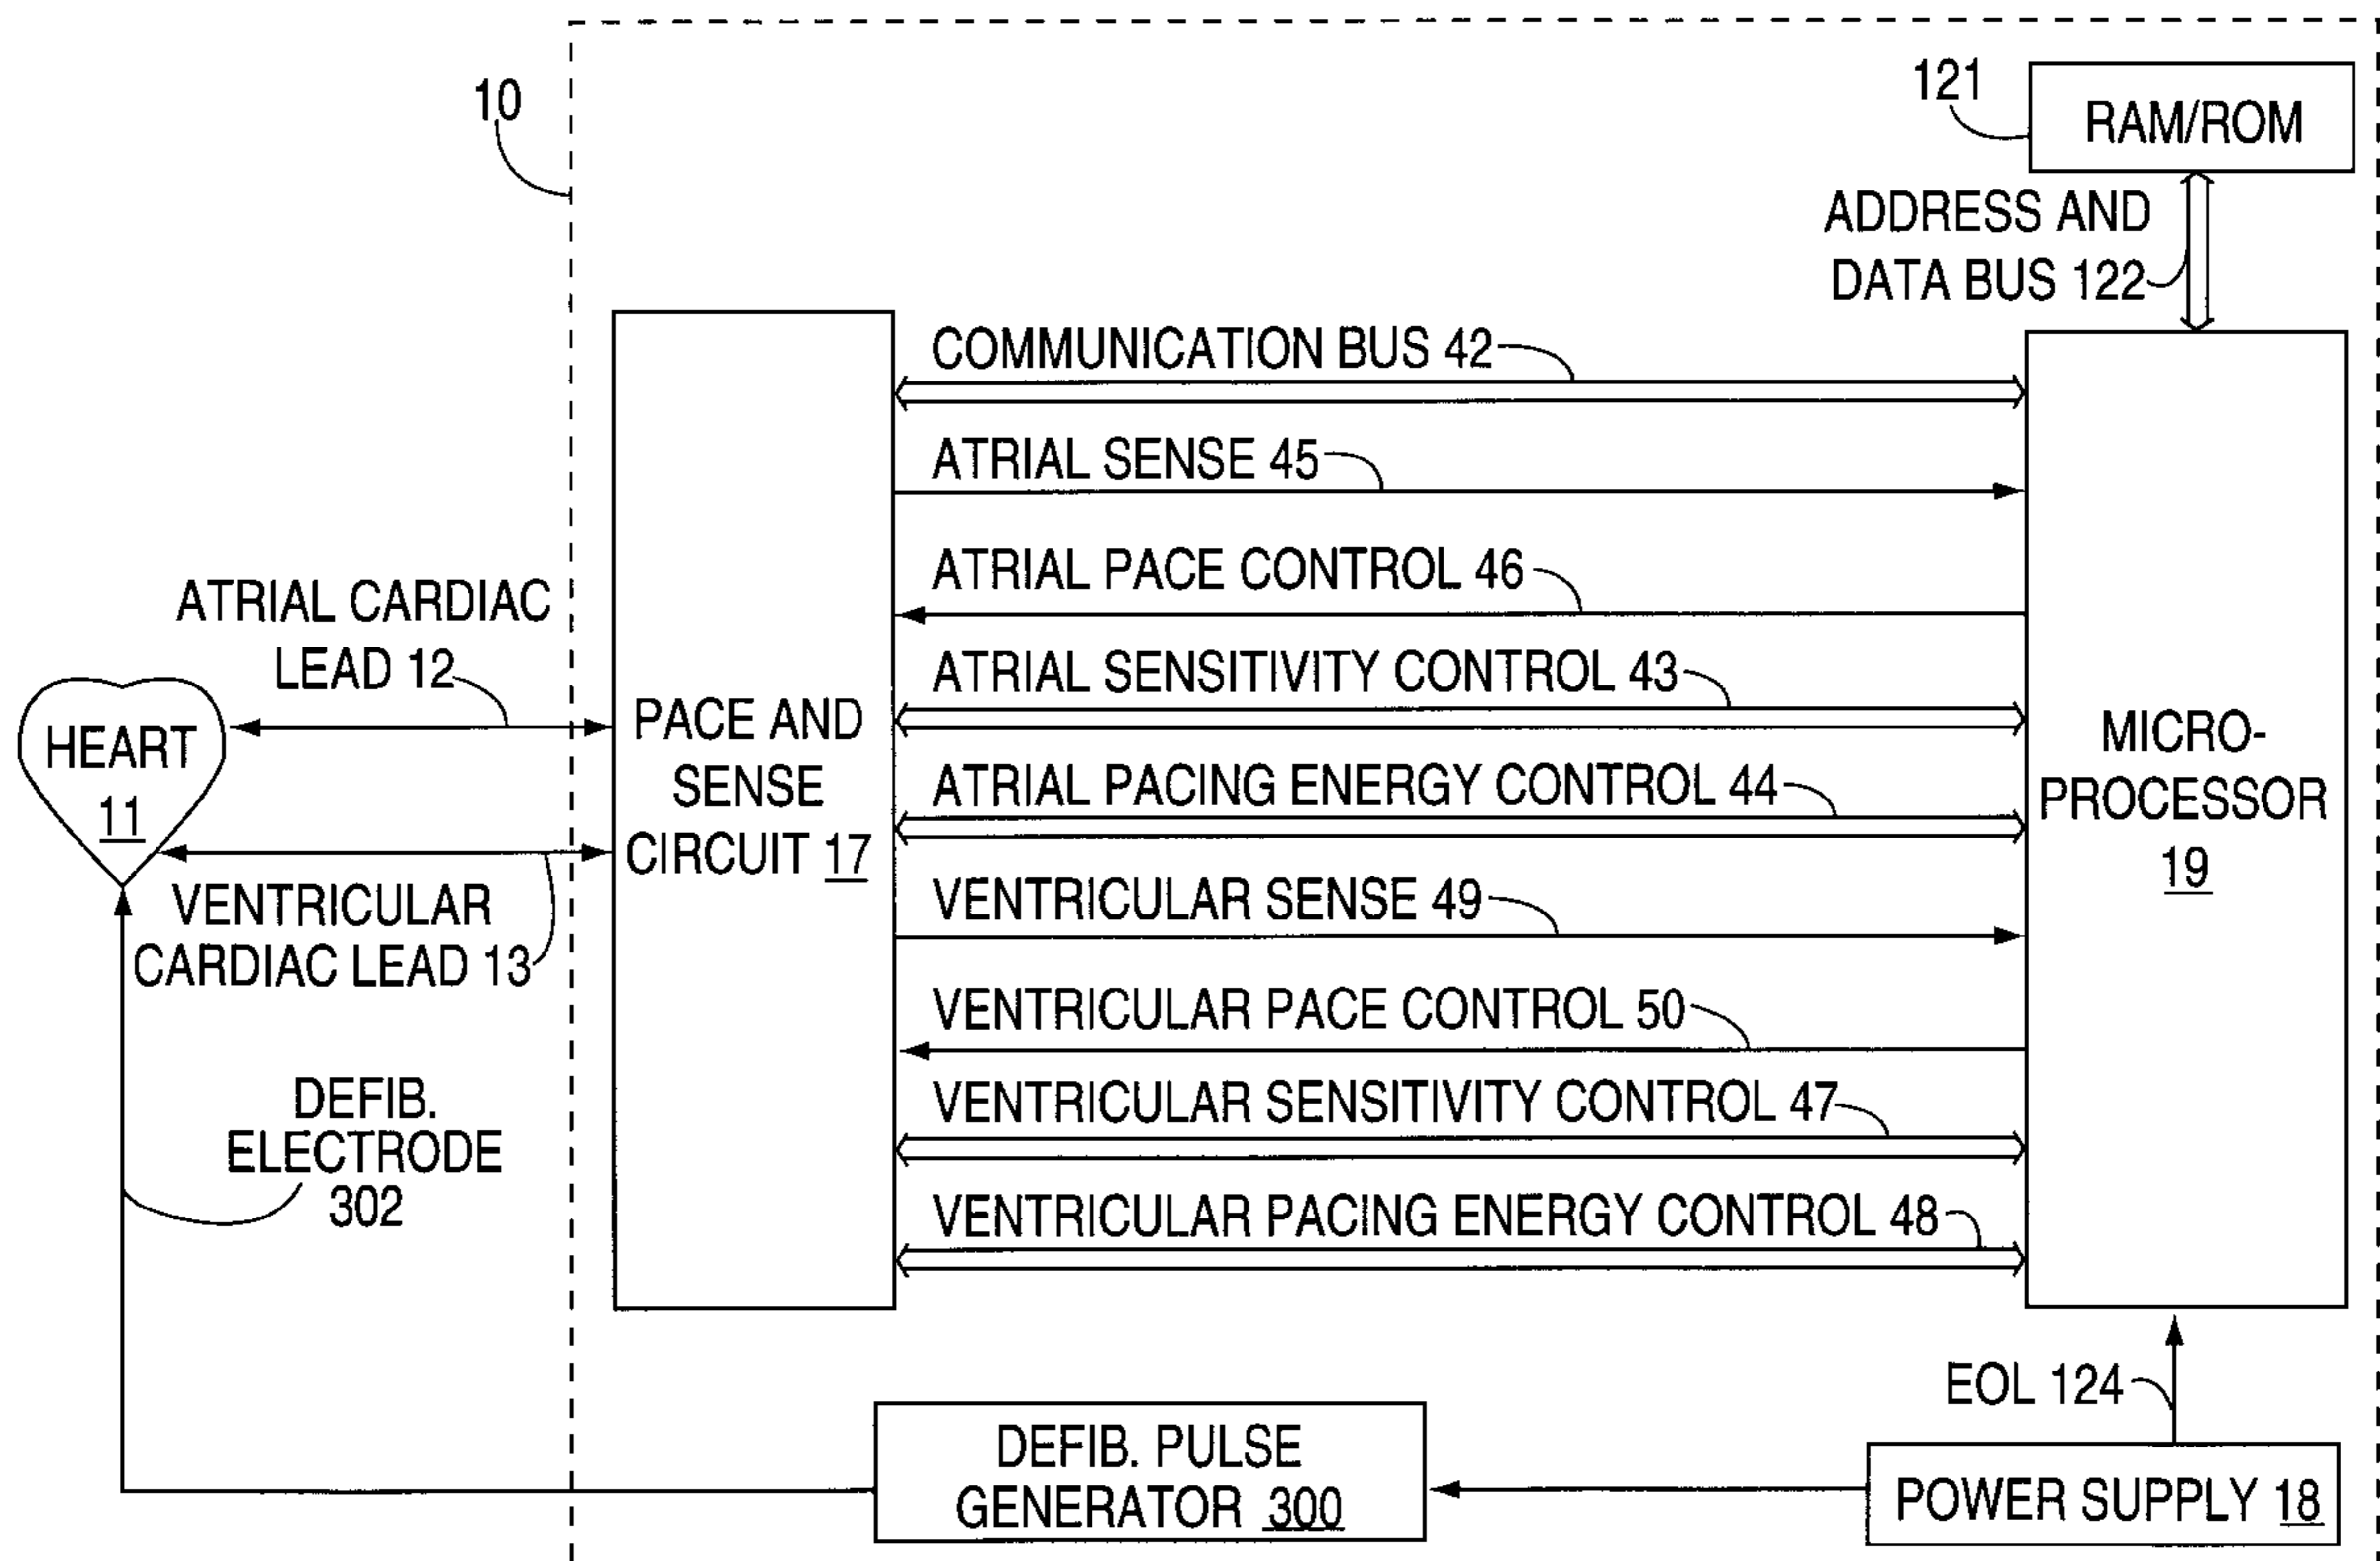 10
121
RAM/ROM
ADDRESS AND
DATA BUS 122
COMMUNICATION BUS 42
ATRIAL SENSE 45
ATRIAL PACE CONTROL 46
ATRIAL SENSITIVITY CONTROL 43
ATRIAL PACING ENERGY CONTROL 44
VENTRICULAR SENSE 49
VENTRICULAR PACE CONTROL 50
VENTRICULAR SENSITIVITY CONTROL 47
VENTRICULAR PACING ENERGY CONTROL 48
ATRIAL CARDIAC
LEAD 12
HEART
11
VENTRICULAR
CARDIAC LEAD 13
PACE AND
SENSE
CIRCUIT 17
MICRO-
PROCESSOR
19
DEFIB.
ELECTRODE
302
EOL 124
DEFIB. PULSE
GENERATOR 300
POWER SUPPLY 18